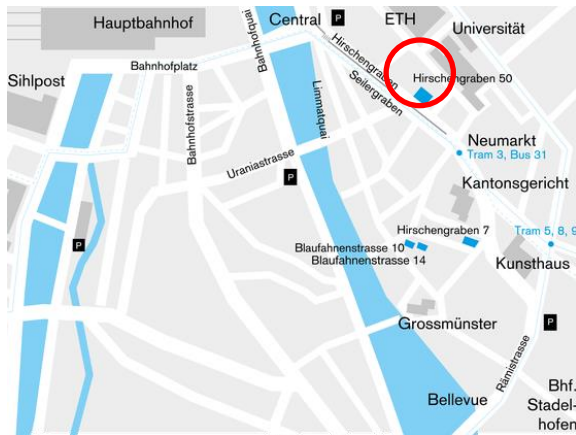 Hauptbahnhof
Central
P
ETH
Universität
Bahnhofquai
Hirschengraben
Seilergraben
Hirschengraben 50
Sihlpost
Bahnhofplatz
Limmatquai
Bahnhofstrasse
Neumarkt
Tram 3, Bus 31
Uraniastrasse
P
Kantonsgericht
Hirschengraben 7
Tram 5, 8, 9
P
Blaufahnenstrasse 10
Blaufahnenstrasse 14
Kunsthaus
Grossmünster
P
Rämistrasse
Bellevue
Bhf.
Stadel-
hofen